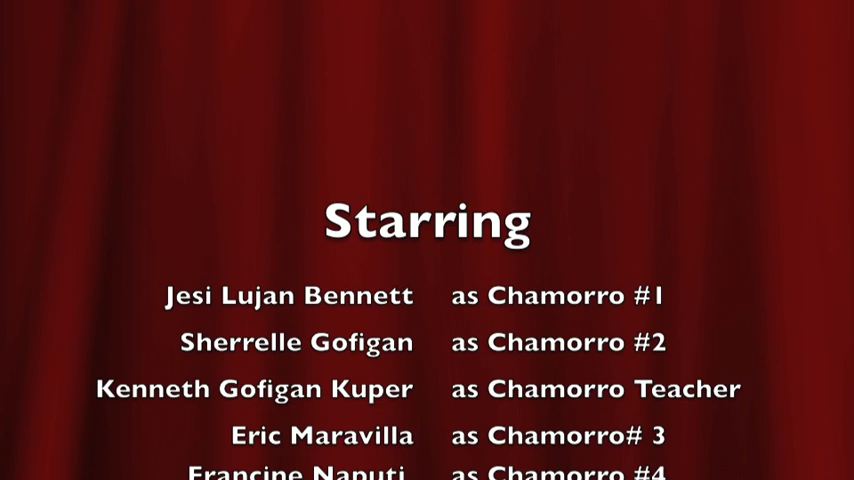 Starring
Jesi Lujan Bennett as Chamorro #1
Sherrelle Gofigan as Chamorro #2
Kenneth Gofigan Kuper as Chamorro Teacher
Eric Maravilla as Chamorro# 3
Francine Naputi as Chamorro #4